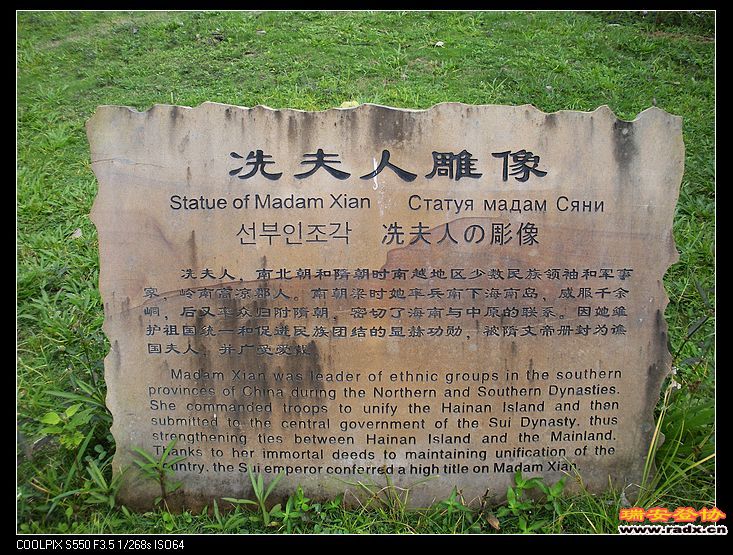 冼夫人雕像
Statue of Madam Xian Статуя мадам Сяни
선부인조각 冼夫人の彫像
冼夫人，南北朝和隋朝时南越地区少数民族领袖和军事
家，岭南高凉郡人。南朝梁时她率兵南下海南岛，威服千余
峒，后又率众归附隋朝，密切了海南与中原的联系。因她维
护祖国统一和促进民族团结的显赫功勋，被隋文帝册封为谯
国夫人，并广受爱戴
Madam Xian was leader of ethnic groups in the southern
provinces of China during the Northern and Southern Dynasties.
She commanded troops to unify the Hainan Island and then
submitted to the central government of the Sui Dynasty, thus
strengthening ties between Hainan Island and the Mainland.
Thanks to her immortal deeds to maintaining unification of the
country, the Sui emperor conferred a high title on Madam Xian.
瑞安登协
www.radx.cn
COOLPIX S550 F3.5 1/268s ISO64